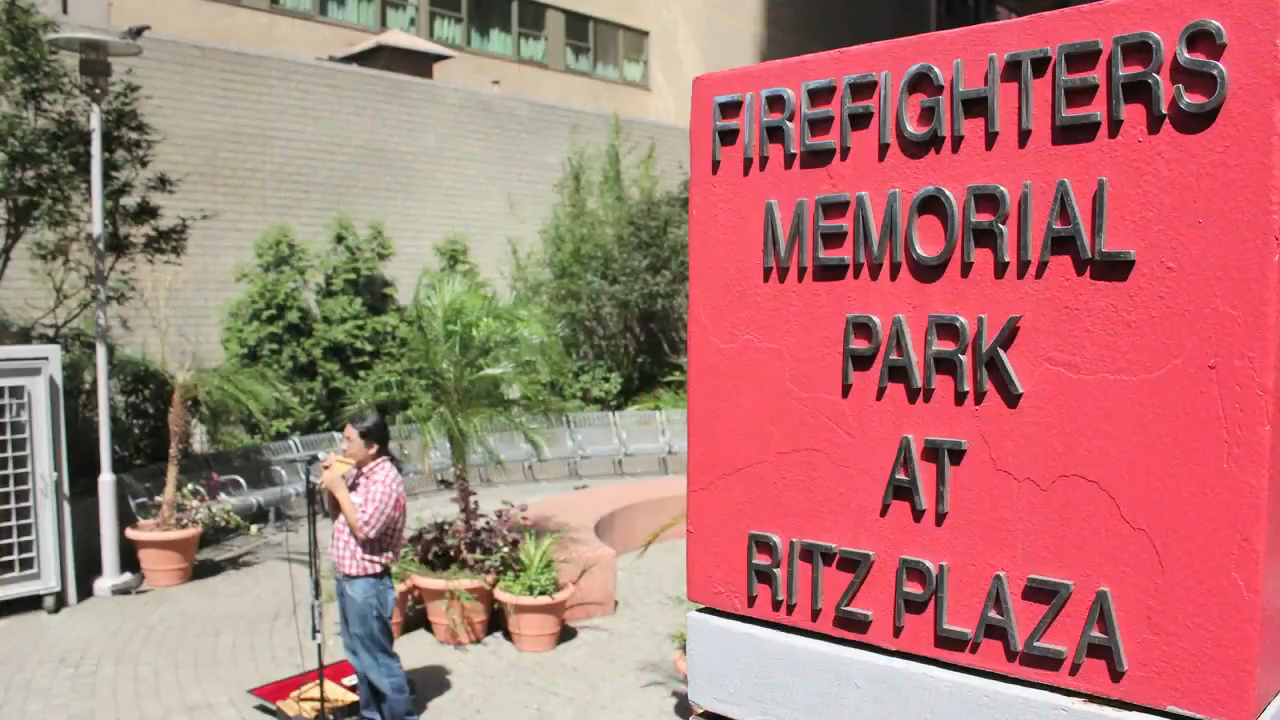 FIREFIGHTERS
MEMORIAL
PARK
AT
RITZ PLAZA